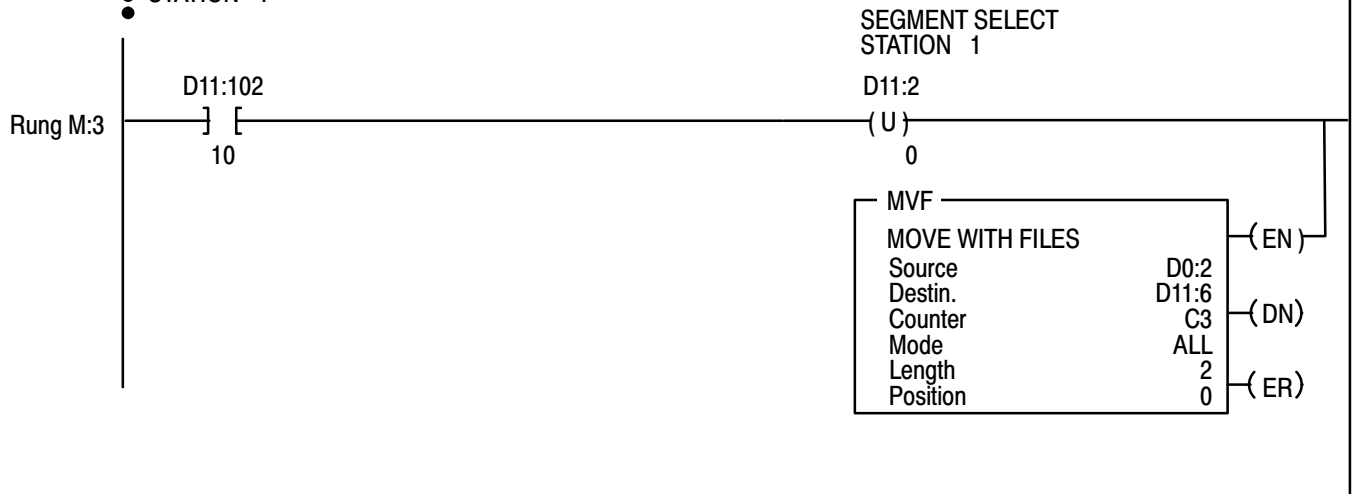 SEGMENT SELECT
STATION 1
D11:102
D11:2
Rung M:3
] [
( U )
10
0
MVF
MOVE WITH FILES
( EN )
Source D0:2
Destin. D11:6
Counter C3
( DN )
Mode ALL
Length 2
( ER )
Position 0